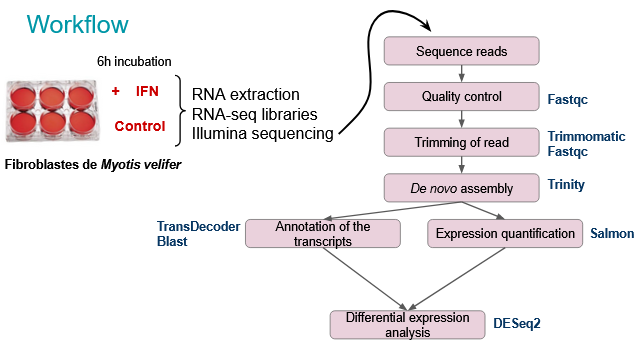 Workflow
6h incubation
+ IFN
Control
Fibroblastes de Myotis velifer
RNA extraction
RNA-seq libraries
Illumina sequencing
Sequence reads
Quality control
Fastqc
Trimming of read
Trimmomatic
Fastqc
De novo assembly
Trinity
TransDecoder
Blast
Annotation of the
transcripts
Expression quantification
Salmon
Differential expression
analysis
DESeq2